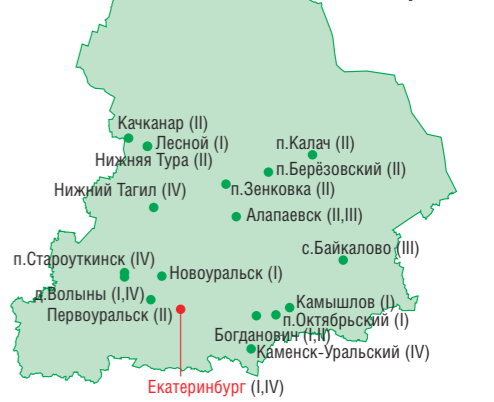 Качканар (II)
Лесной (I)
п.Калач (II)
Нижняя Тура (II)
п.Берёзовский (II)
Нижний Тагил (IV)
п.Зенковка (II)
Алапаевск (II,III)
с.Байкалово (III)
п.Староуткинск (IV)
Новоуральск (I)
д.Волыны (I,IV)
Камышлов (I)
Первоуральск (II)
п.Октябрьский (I)
Богданович (I,II)
Каменск-Уральский (IV)
Екатеринбург (I,IV)